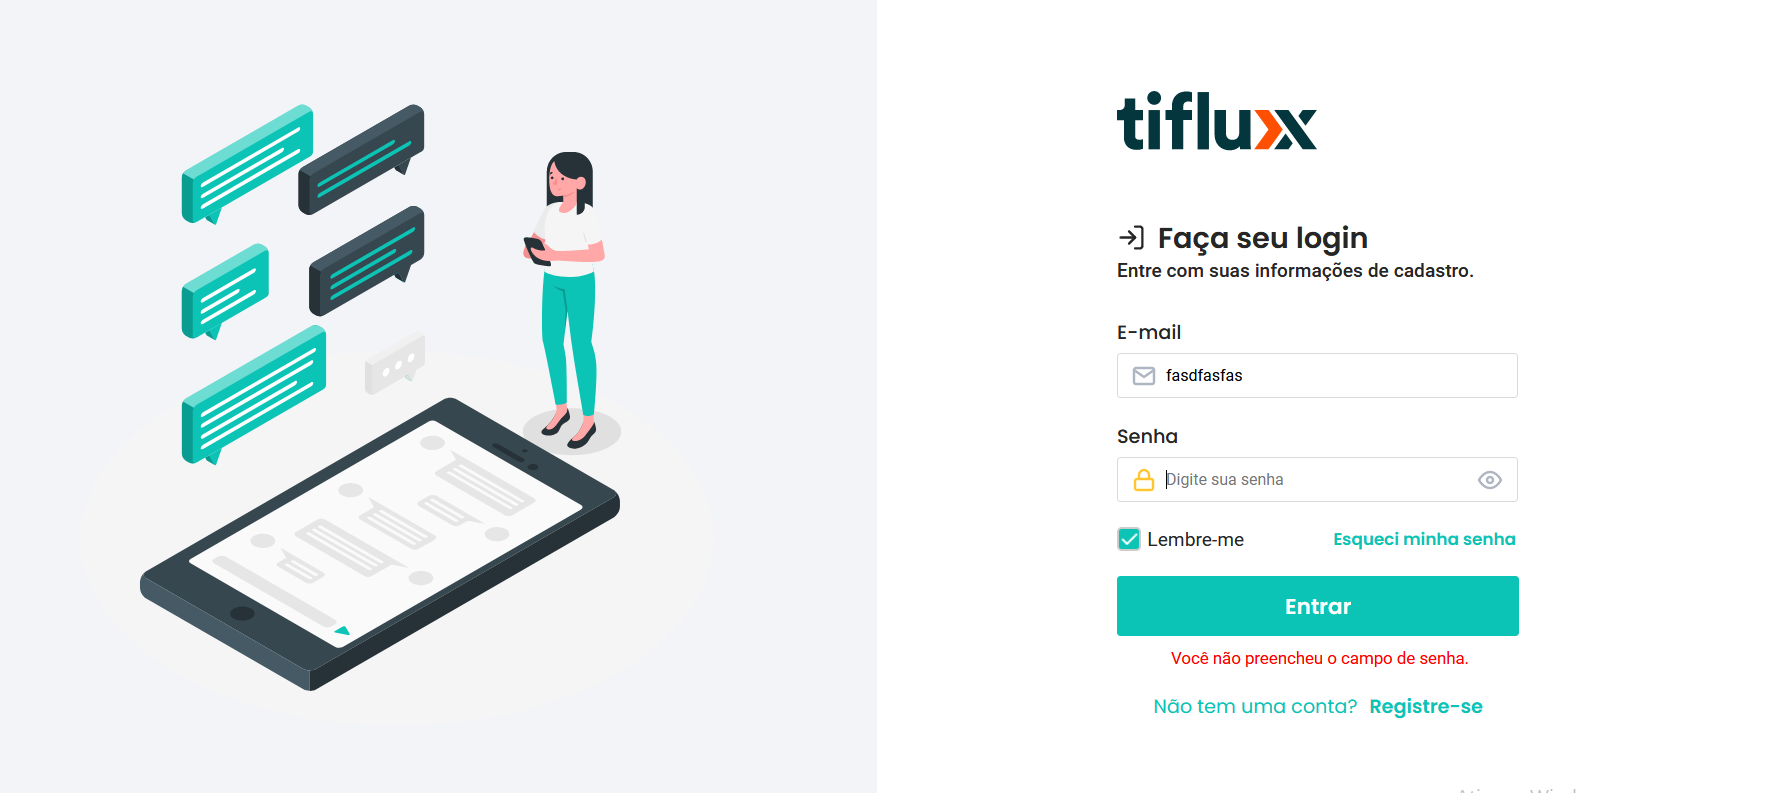 tiflux
Faça seu login
Entre com suas informações de cadastro.
E-mail
fasdfasfas
Senha
Digite sua senha
Lembre-me
Esqueci minha senha
Entrar
Você não preencheu o campo de senha.
Não tem uma conta? Registre-se